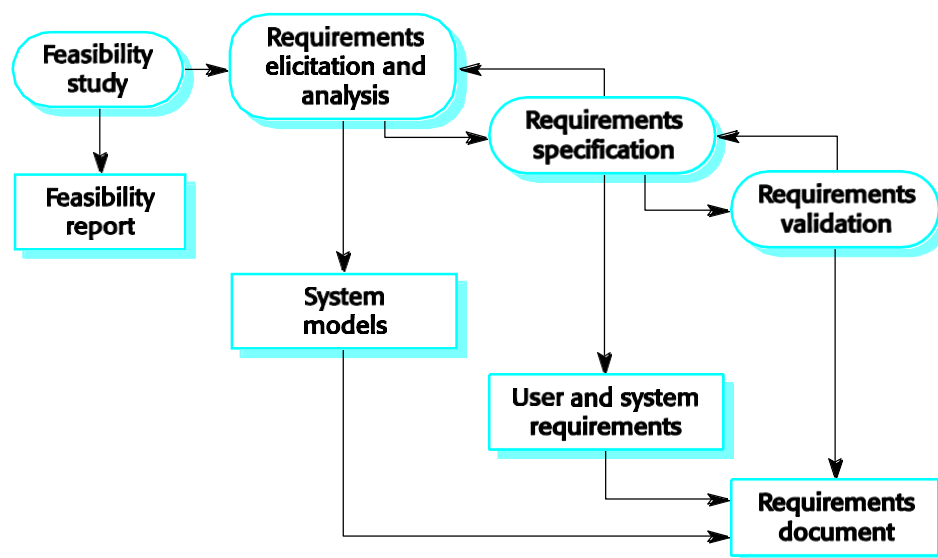 Feasibility
study
Requirements
elicitation and
analysis
Requirements
specification
Requirements
validation
Feasibility
report
System
models
User and system
requirements
Requirements
document